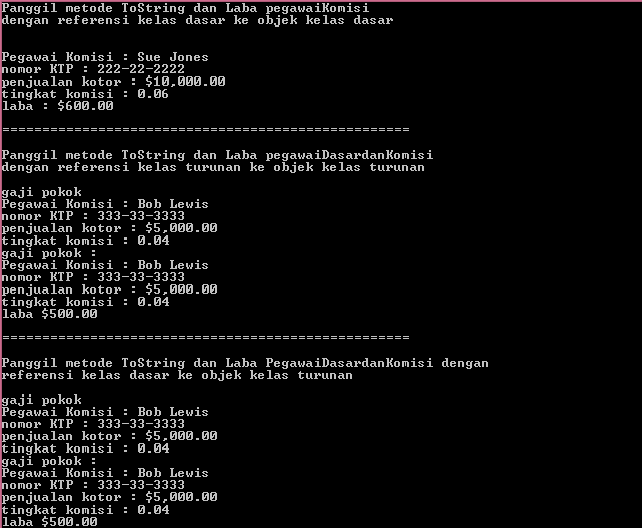 Panggil metode ToString dan Laba pegawaiKomisi
dengan referensi kelas dasar ke objek kelas dasar
Pegawai Komisi : Sue Jones
nomor KTP : 222-22-2222
penjualan kotor : $10,000.00
tingkat komisi : 0.06
laba : $600.00
===================================================
Panggil metode ToString dan Laba pegawaiDasardanKomisi
dengan referensi kelas turunan ke objek kelas turunan
gaji pokok
Pegawai Komisi : Bob Lewis
nomor KTP : 333-33-3333
penjualan kotor : $5,000.00
tingkat komisi : 0.04
gaji pokok :
Pegawai Komisi : Bob Lewis
nomor KTP : 333-33-3333
penjualan kotor : $5,000.00
tingkat komisi : 0.04
laba $500.00
===================================================
Panggil metode ToString dan Laba PegawaiDasardanKomisi dengan
referensi kelas dasar ke objek kelas turunan
gaji pokok
Pegawai Komisi : Bob Lewis
nomor KTP : 333-33-3333
penjualan kotor : $5,000.00
tingkat komisi : 0.04
gaji pokok :
Pegawai Komisi : Bob Lewis
nomor KTP : 333-33-3333
penjualan kotor : $5,000.00
tingkat komisi : 0.04
laba $500.00